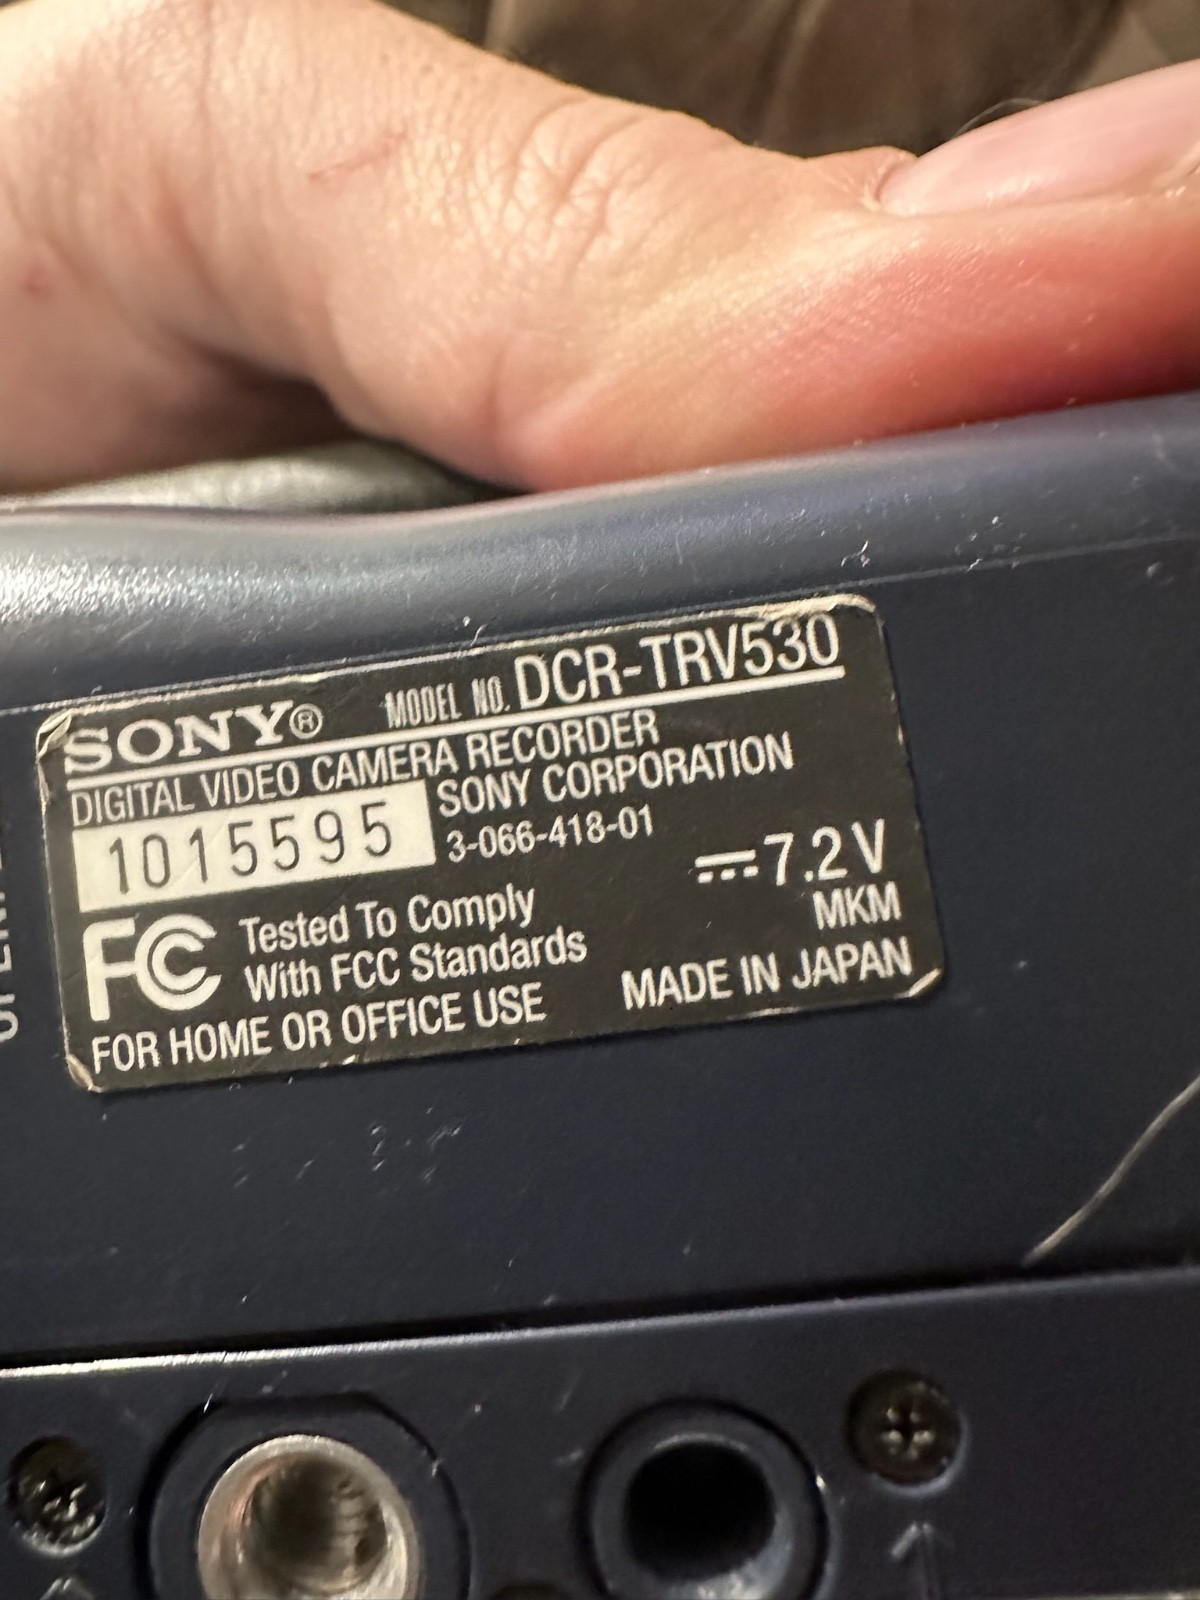 SONY® MODEL NO. DCR-TRV530
DIGITAL VIDEO CAMERA RECORDER
1015595 SONY CORPORATION
3-066-418-01
7.2V
MKM
FC Tested To Comply
With FCC Standards
FOR HOME OR OFFICE USE MADE IN JAPAN